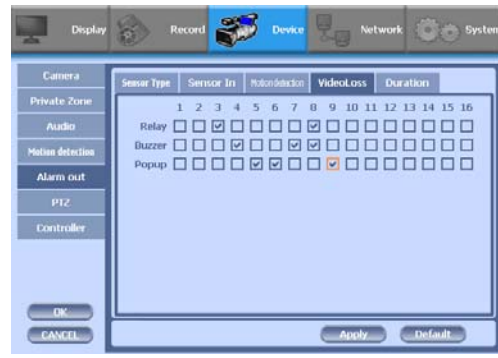 Display Record Device Network System
Camera
Private Zone
Audio
Motion detection
Alarm out
PTZ
Controller
OK
CANCEL
Sensor Type Sensor In Motion detection VideoLoss Duration
1 2 3 4 5 6 7 8 9 10 11 12 13 14 15 16
Relay
Buzzer
Popup
Apply Default